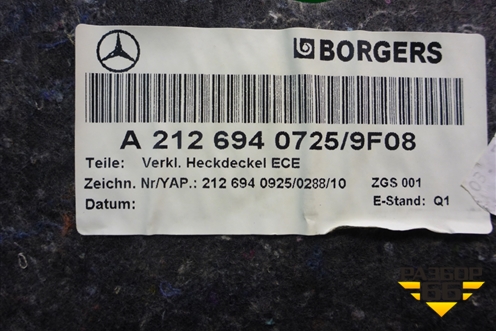 BORGERS
A 212 694 0725/9F08
Teile: Verkl. Heckdeckel ECE
Zeichn. Nr/YAP.: 212 694 0925/0288/10 ZGS 001
Datum: E-Stand: Q1
РАЗБОР